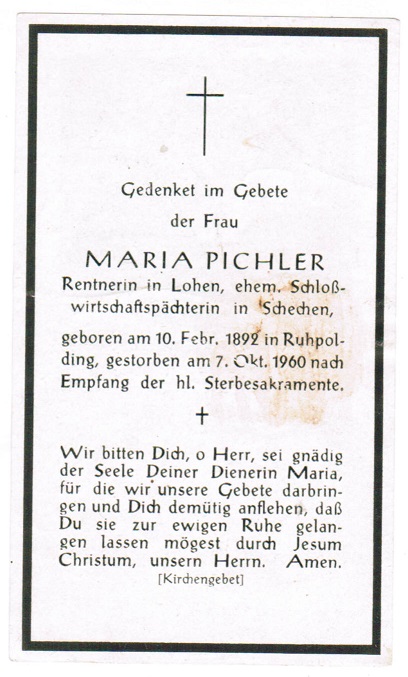 Gedenket im Gebete
der Frau
MARIA PICHLER
Rentnerin in Lohen, ehem. Schloß-
wirtschaftspächterin in Schechen,
geboren am 10. Febr. 1892 in Ruhpol-
ding, gestorben am 7. Okt. 1960 nach
Empfang der hl. Sterbesakramente.
Wir bitten Dich, o Herr, sei gnädig
der Seele Deiner Dienerin Maria,
für die wir unsere Gebete darbrin-
gen und Dich demütig anflehen, daß
Du sie zur ewigen Ruhe gelan-
gen lassen mögest durch Jesum
Christum, unsern Herrn. Amen.
[Kirchengebet]